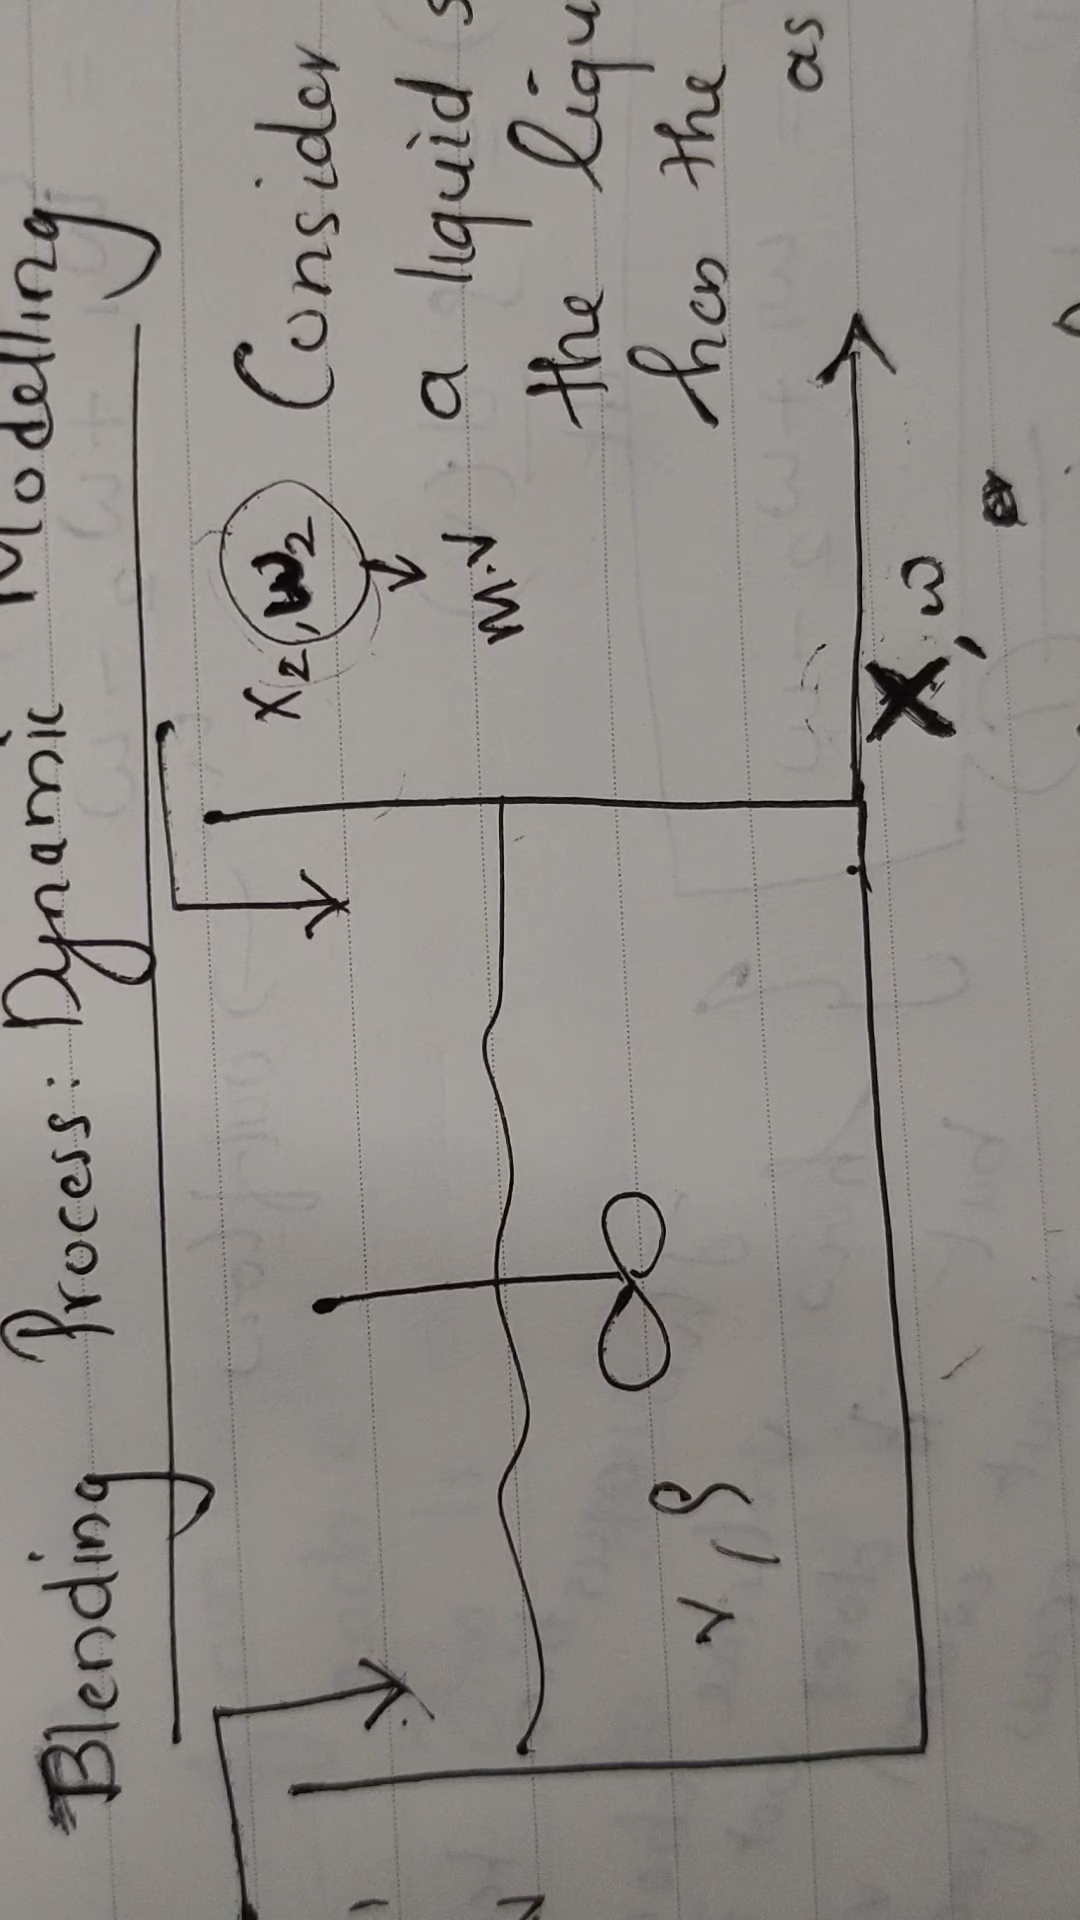 Blending Process: Dynamic Modelling
x₂, w₂ Consider
m.v a liquid
the liqu
has the
V, ρ
as
x, w